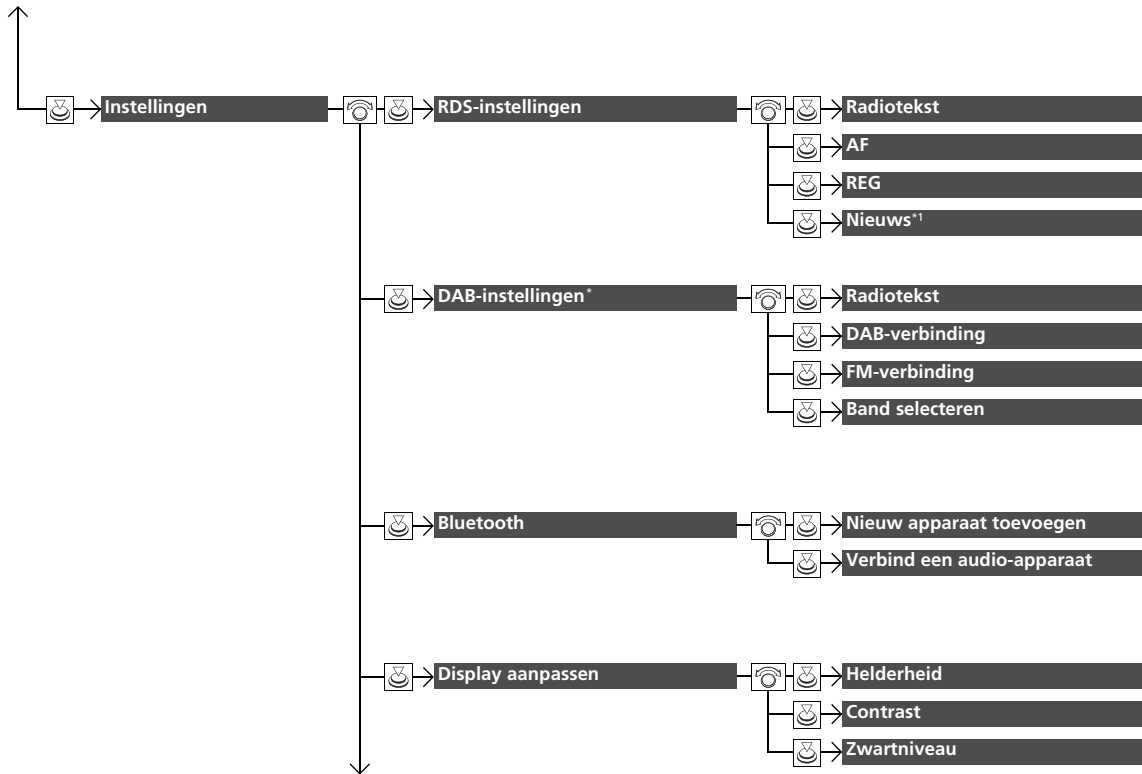 Instellingen
RDS-instellingen
Radiotekst
AF
REG
Nieuws*1
DAB-instellingen*
Radiotekst
DAB-verbinding
FM-verbinding
Band selecteren
Bluetooth
Nieuw apparaat toevoegen
Verbind een audio-apparaat
Display aanpassen
Helderheid
Contrast
Zwartniveau